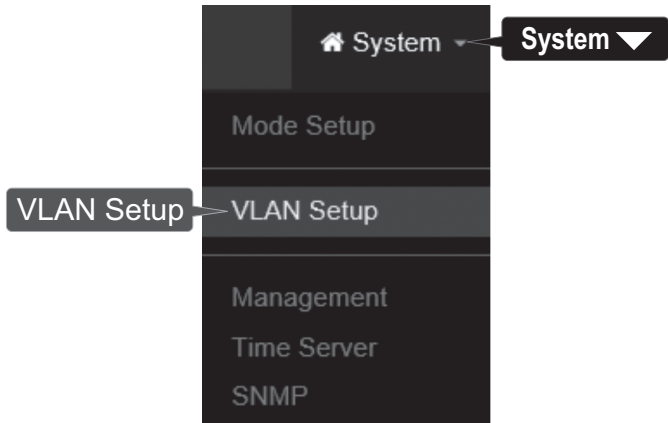 System
System
Mode Setup
VLAN Setup
VLAN Setup
Management
Time Server
SNMP